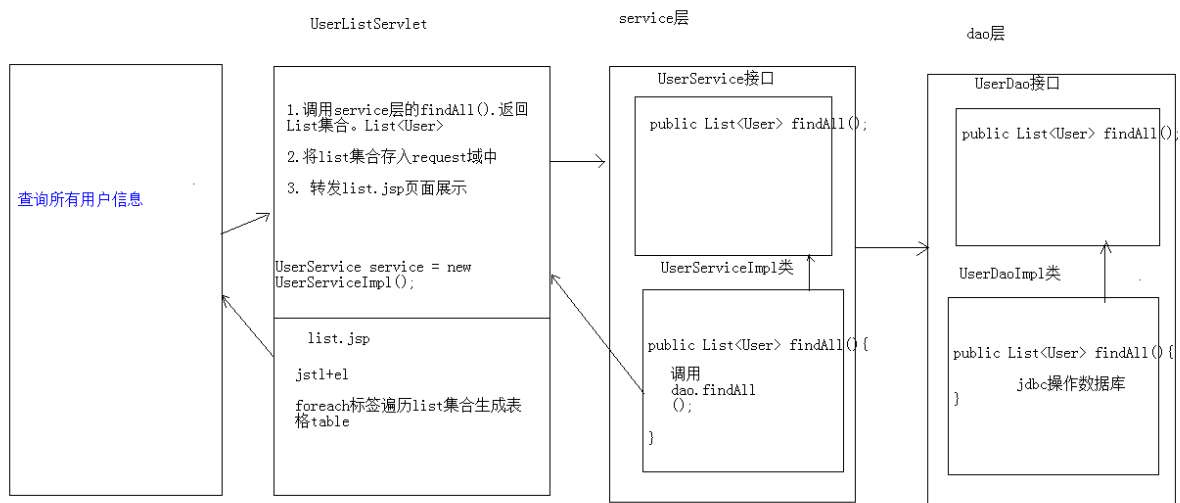 UserListServlet
service层
dao层
查询所有用户信息
1.调用service层的findAll().返回
List集合。List<User>
2.将list集合存入request域中
3. 转发list.jsp页面展示
UserService service = new
UserServiceImpl();
list.jsp
jstl+el
foreach标签遍历list集合生成表
格table
UserService接口
public List<User> findAll();
UserServiceImpl类
public List<User> findAll(){
调用
dao.findAll
();
}
UserDao接口
public List<User> findAll();
UserDaoImpl类
public List<User> findAll(){
jdbc操作数据库
}